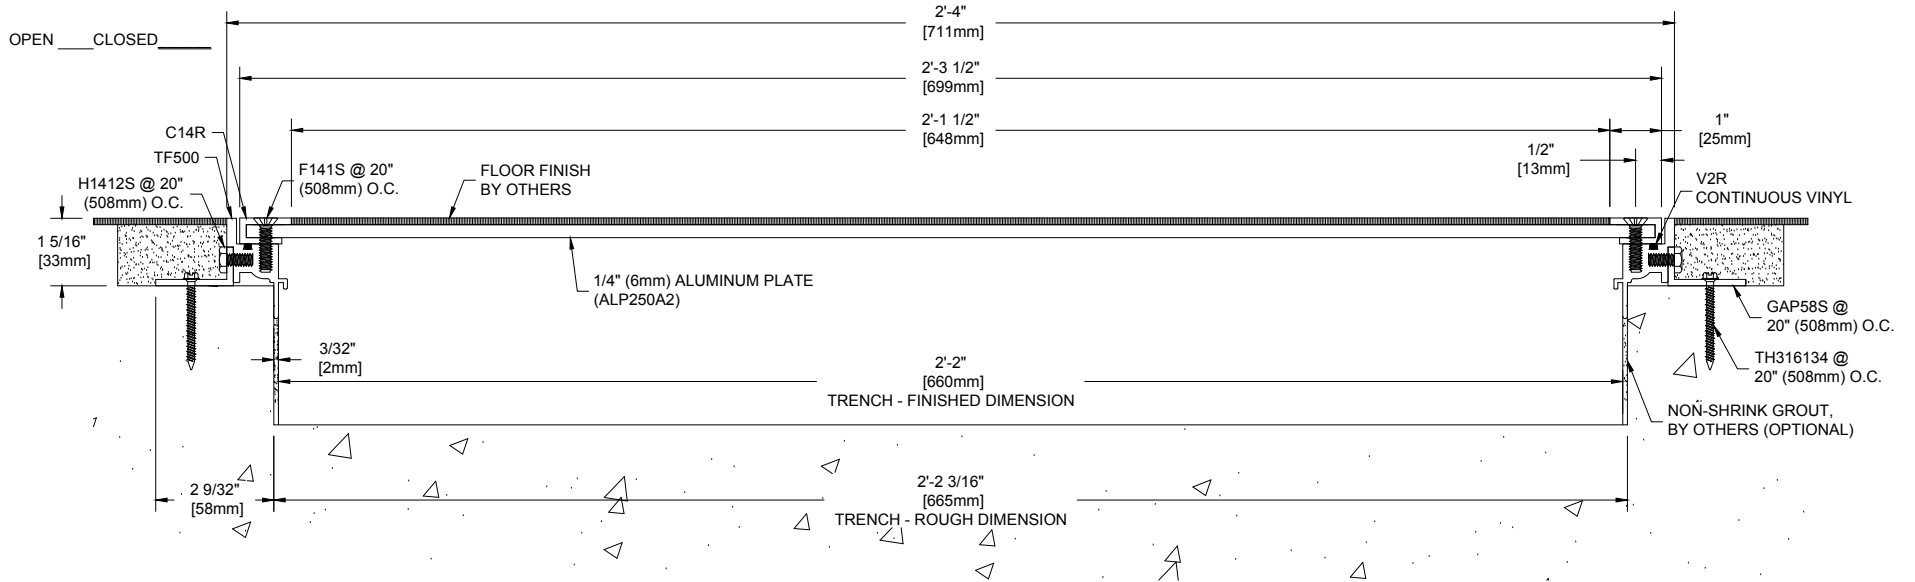 2'-4"
[711mm]
OPEN ____CLOSED______
2'-3 1/2"
[699mm]
2'-1 1/2"
[648mm]
1"
[25mm]
1/2"
[13mm]
C14R
TF500
H1412S @ 20"
(508mm) O.C.
F141S @ 20"
(508mm) O.C.
FLOOR FINISH
BY OTHERS
V2R
CONTINUOUS VINYL
1 5/16"
[33mm]
1/4" (6mm) ALUMINUM PLATE
(ALP250A2)
GAP58S @
20" (508mm) O.C.
3/32"
[2mm]
2'-2"
[660mm]
TRENCH - FINISHED DIMENSION
TH316134 @
20" (508mm) O.C.
NON-SHRINK GROUT,
BY OTHERS (OPTIONAL)
1
2 9/32"
[58mm]
2'-2 3/16"
[665mm]
TRENCH - ROUGH DIMENSION